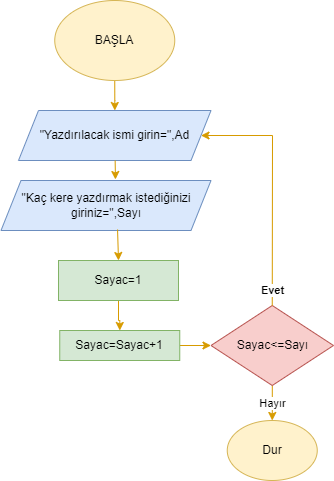 BAŞLA
"Yazdırılacak ismi girin=",Ad
"Kaç kere yazdırmak istediğinizi
giriniz=",Sayı
Sayac=1
Evet
Sayac=Sayac+1
Sayac<=Sayı
Hayır
Dur